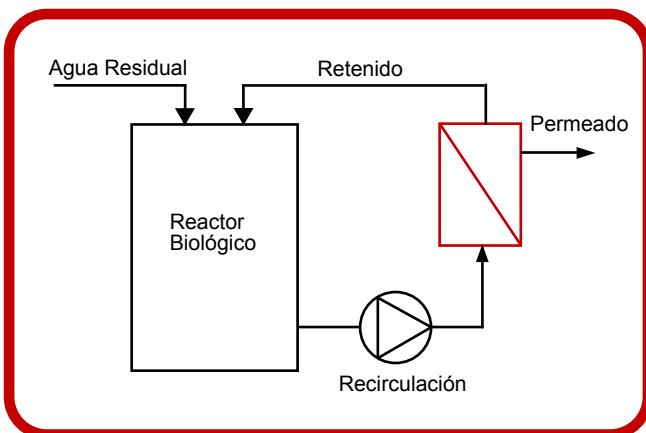 Agua Residual
Retenido
Permeado
Reactor
Biológico
Recirculación